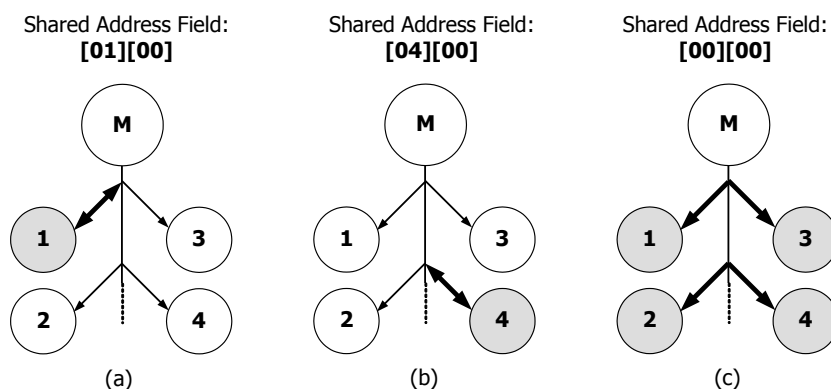 Shared Address Field:
[01][00]
M
1
3
2
4
(a)
Shared Address Field:
[04][00]
M
1
3
2
4
(b)
Shared Address Field:
[00][00]
M
1
3
2
4
(c)